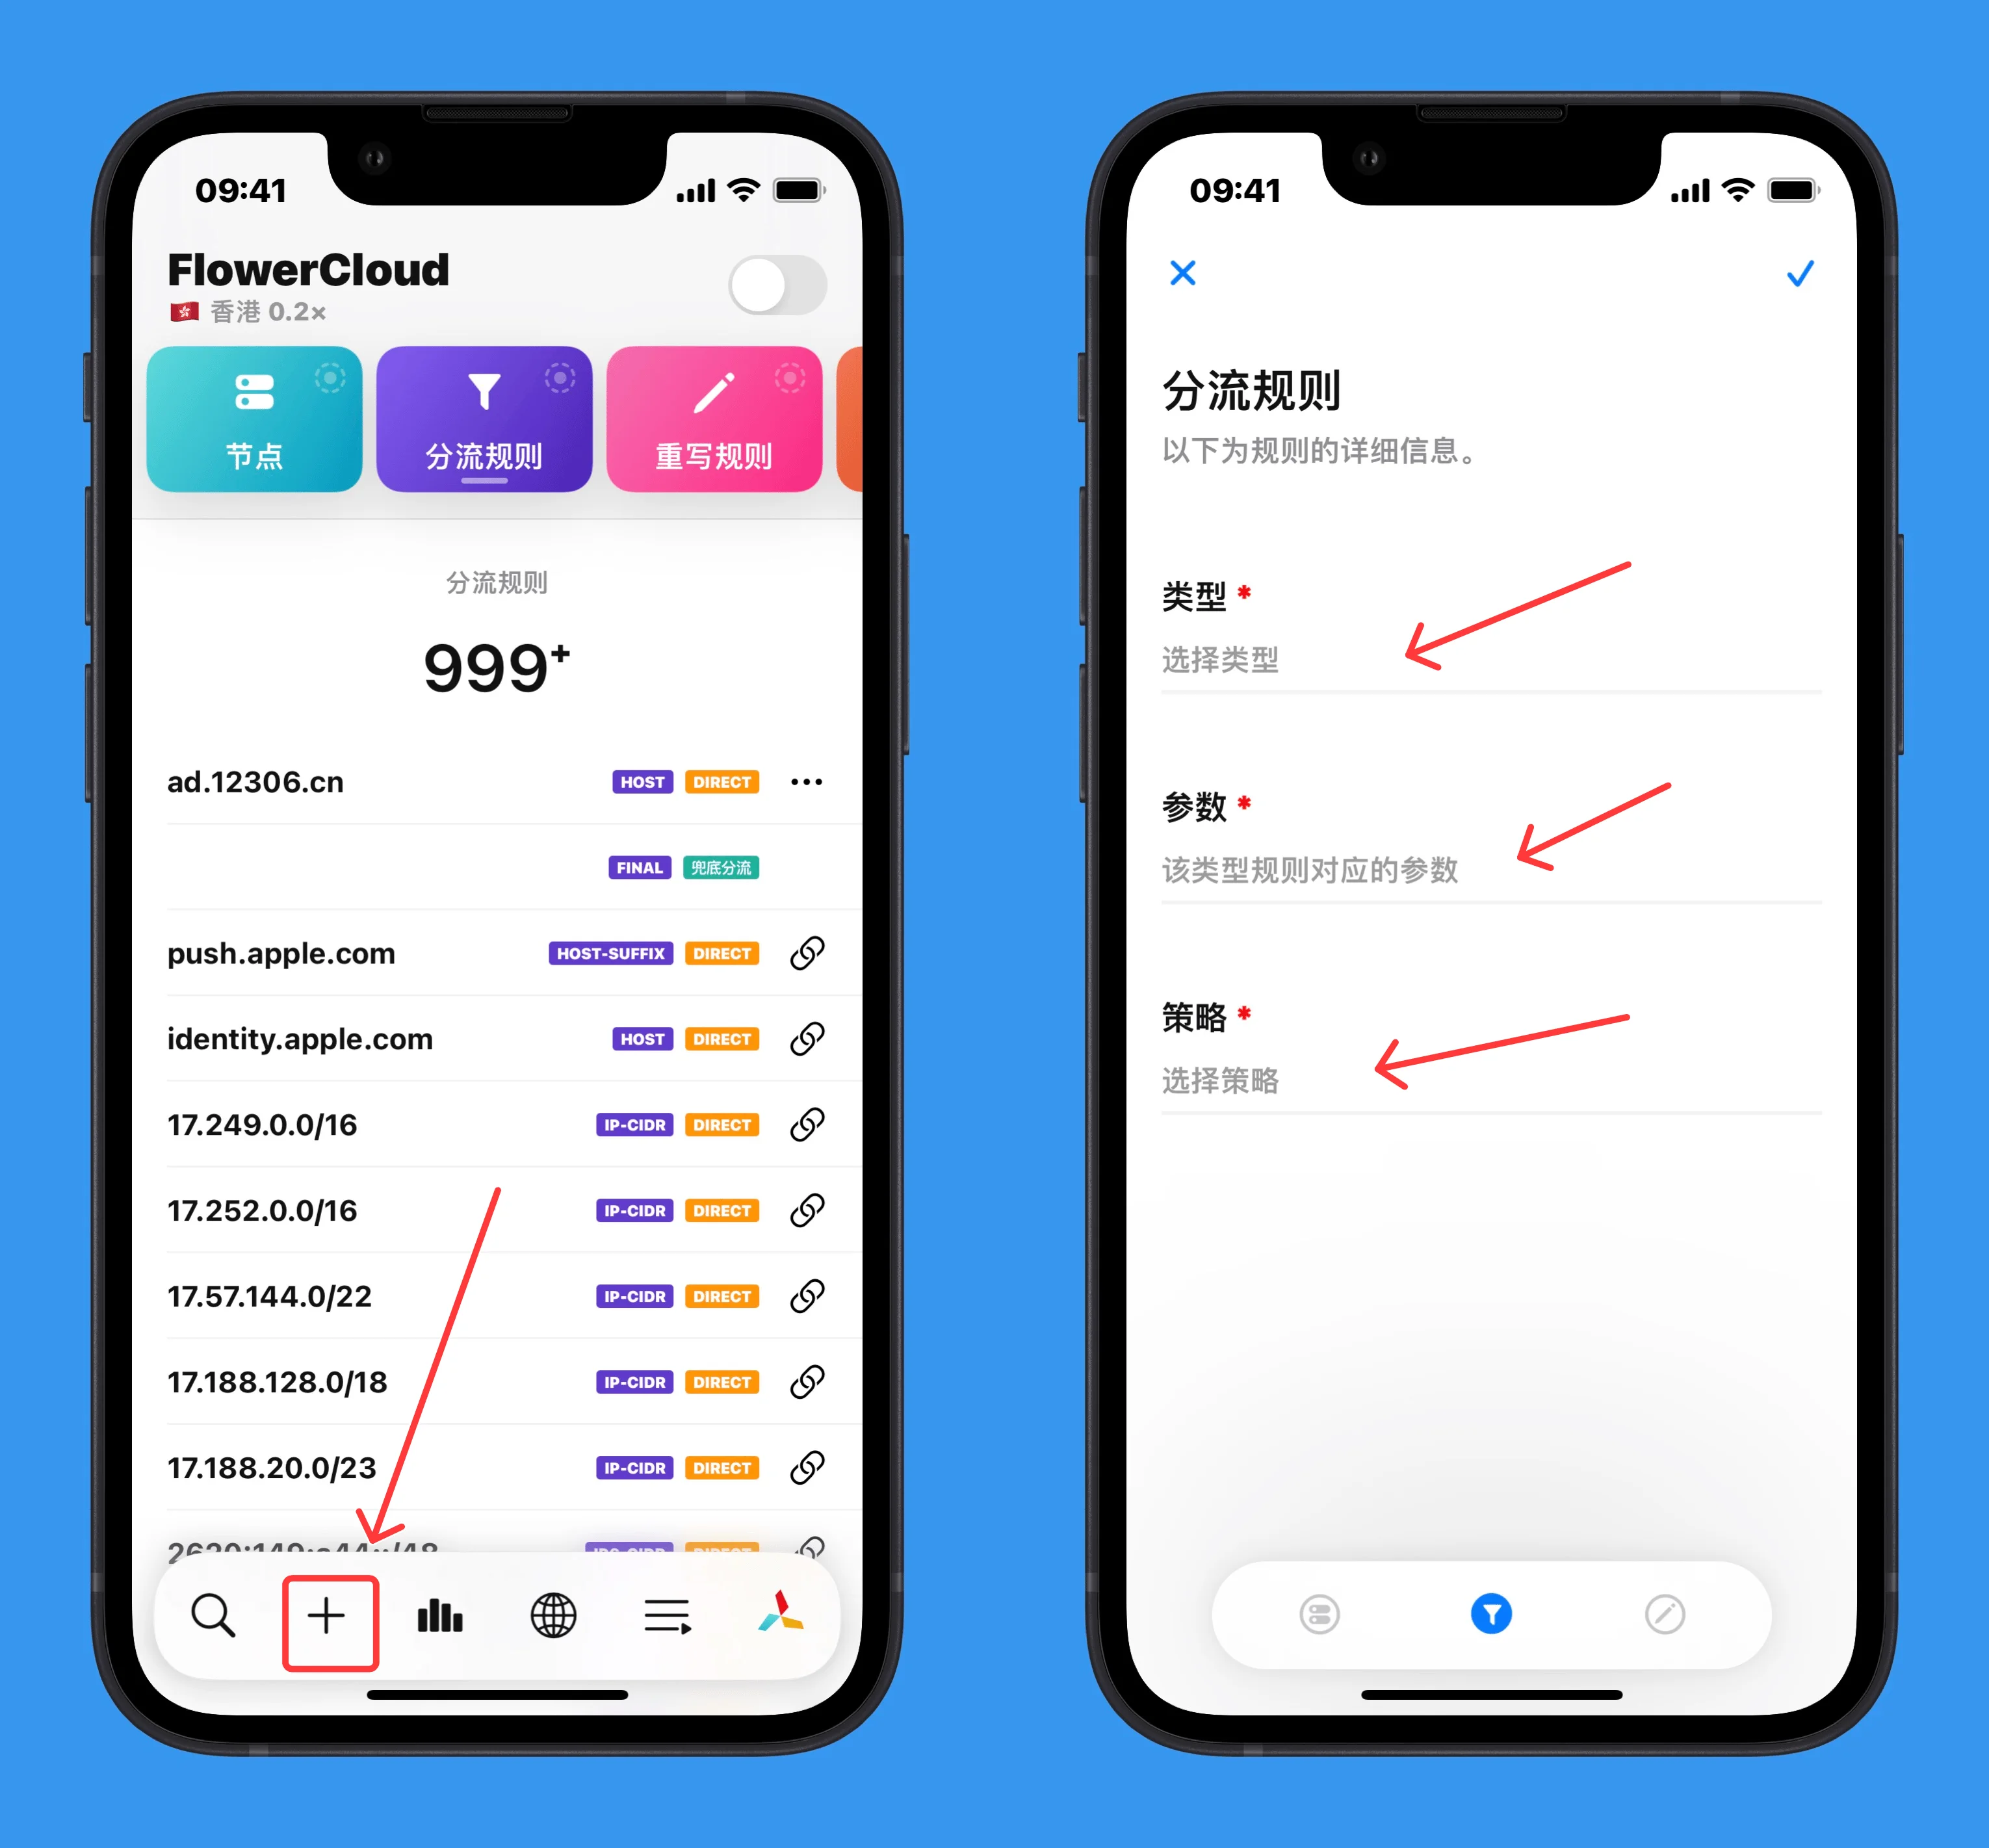 09:41
FlowerCloud
🇭🇰 香港 0.2×
节点
分流规则
重写规则
分流规则
999+
ad.12306.cn HOST DIRECT
FINAL 兜底分流
push.apple.com HOST-SUFFIX DIRECT
identity.apple.com HOST DIRECT
17.249.0.0/16 IP-CIDR DIRECT
17.252.0.0/16 IP-CIDR DIRECT
17.57.144.0/22 IP-CIDR DIRECT
17.188.128.0/18 IP-CIDR DIRECT
17.188.20.0/23 IP-CIDR DIRECT
09:41
分流规则
以下为规则的详细信息。
类型 *
选择类型
参数 *
该类型规则对应的参数
策略 *
选择策略